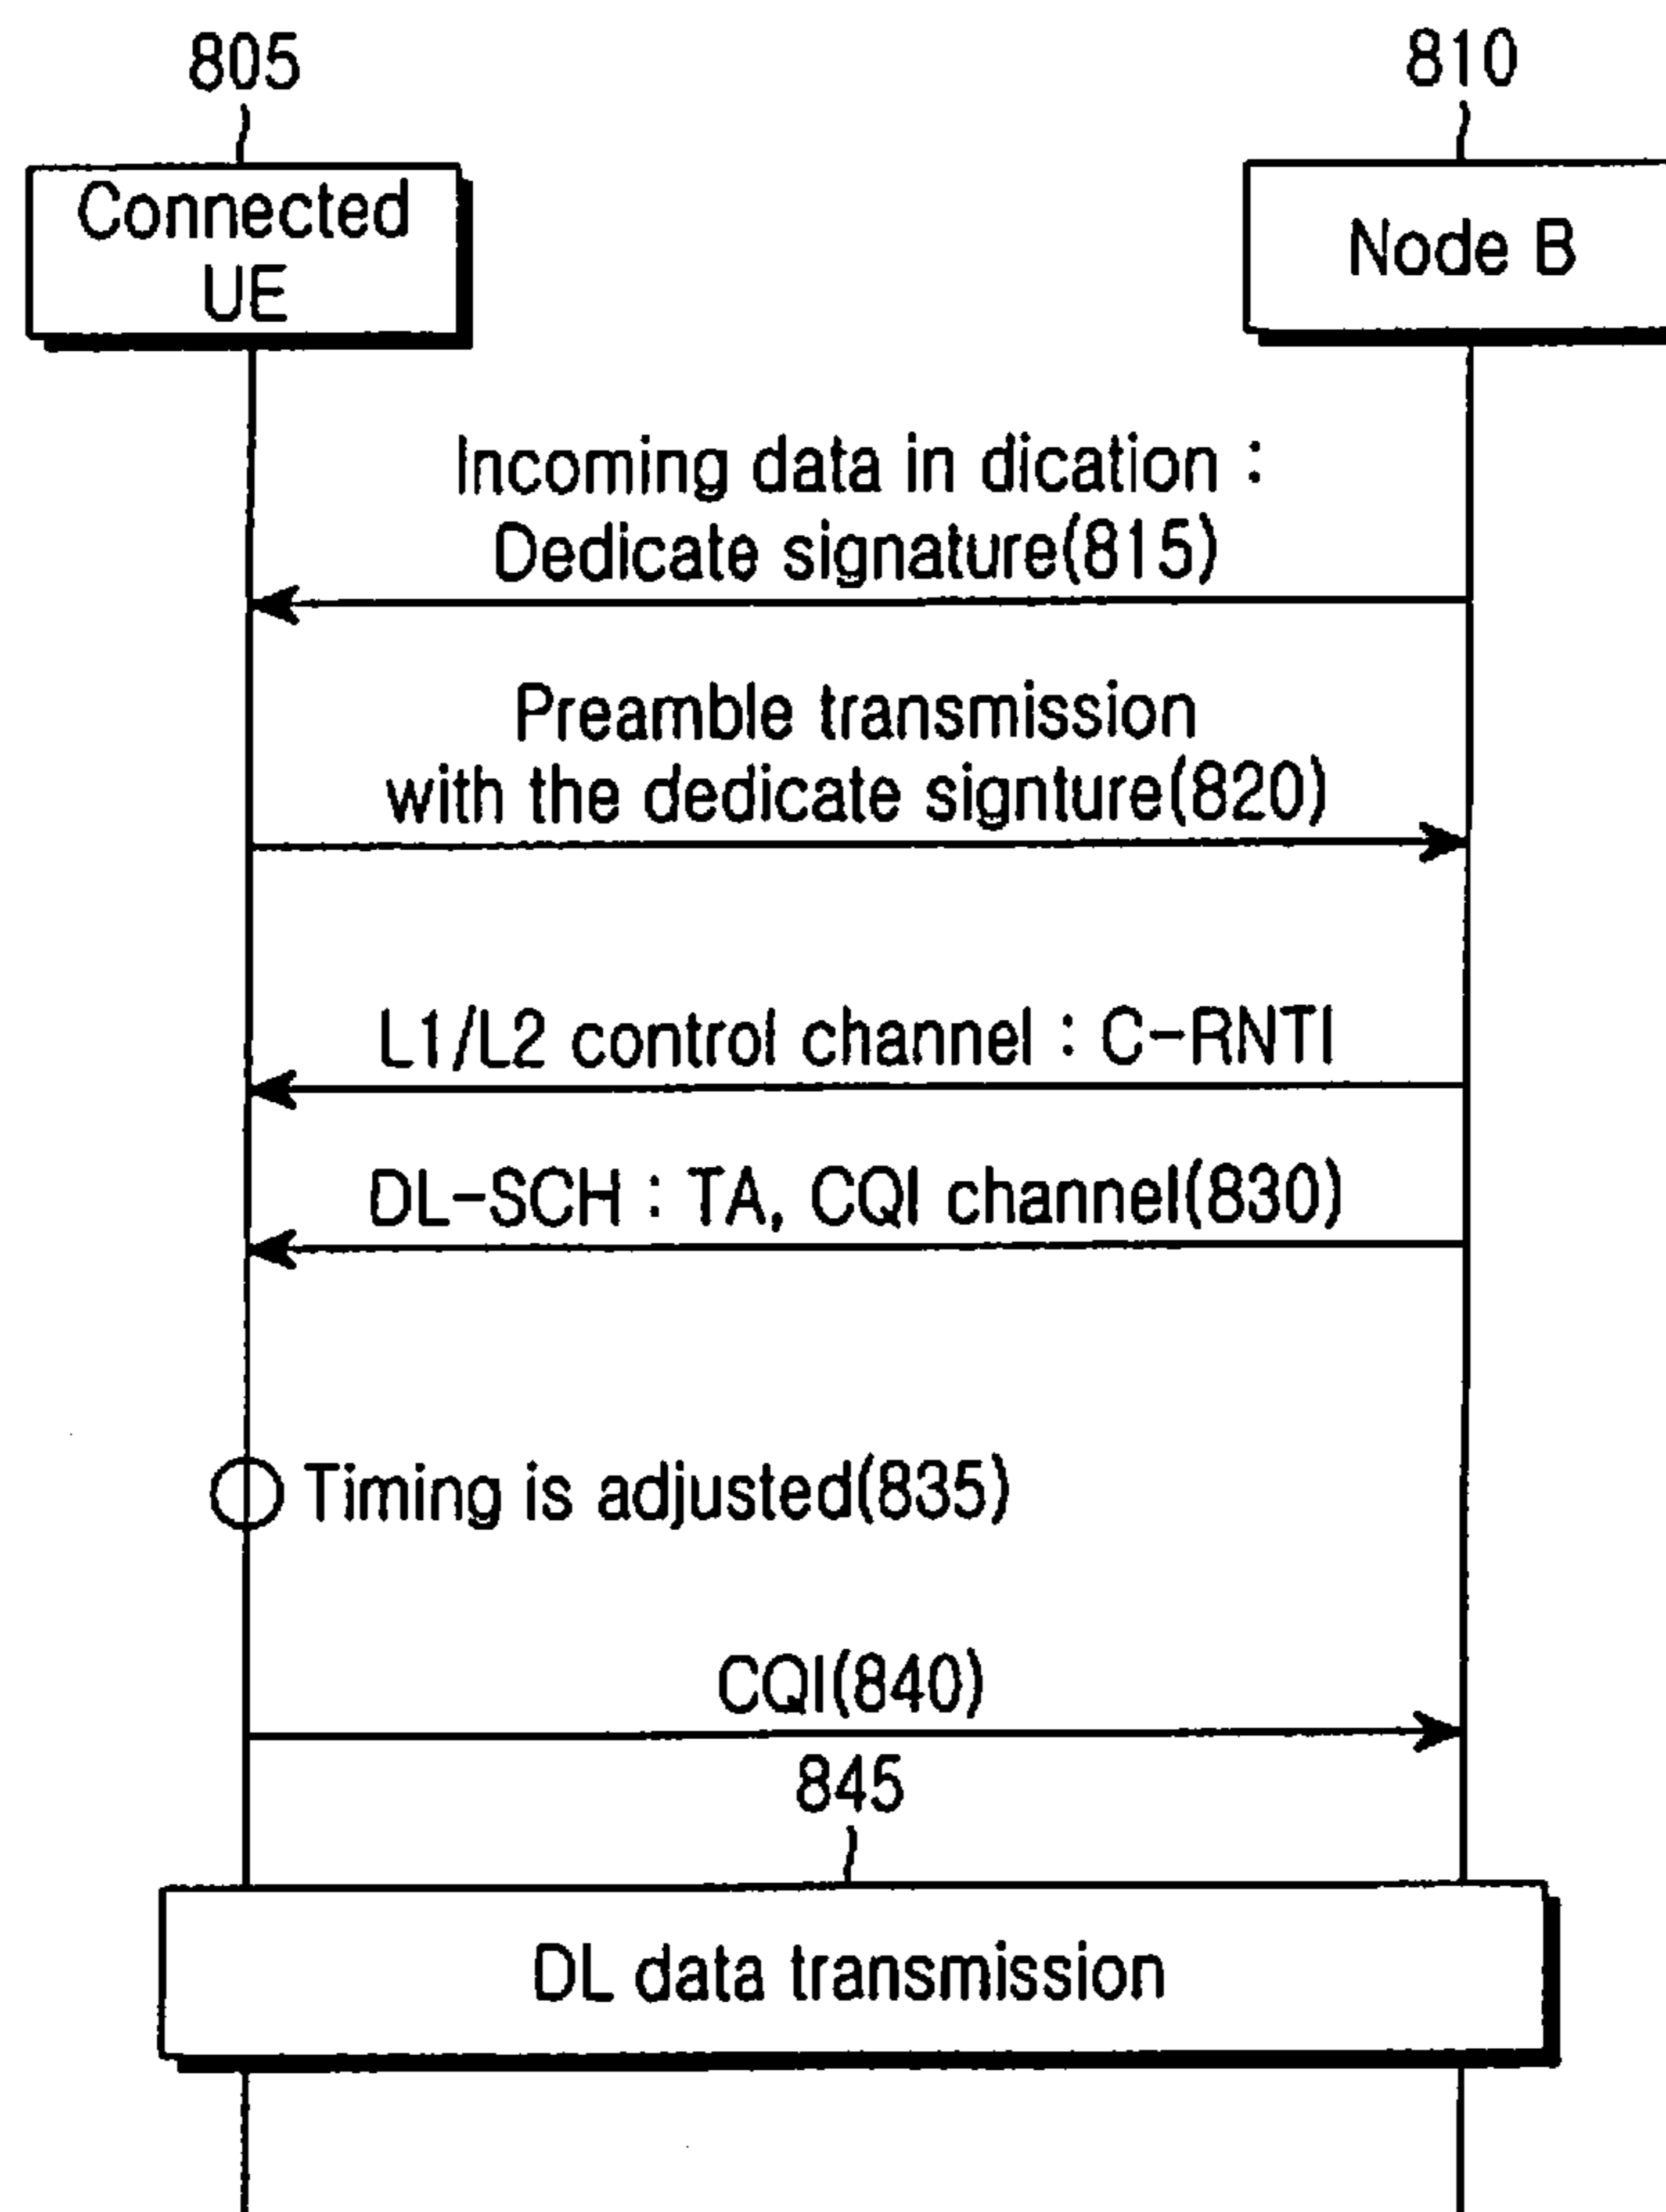 805
810
Connected
UE
Node B
Incoming data in dication :
Dedicate signature(815)
Preamble transmission
with the dedicate signture(820)
L1/L2 control channel : C-RNTI
DL-SCH : TA, CQI channel(830)
Timing is adjusted(835)
CQI(840)
845
DL data transmission